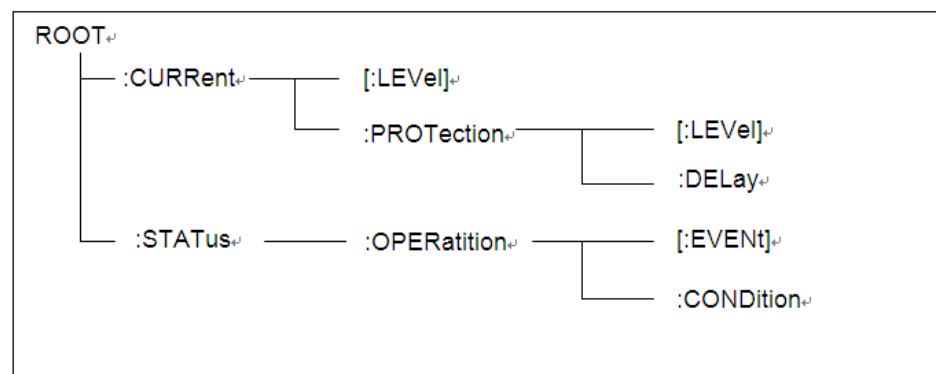 ROOT
:CURRent [:LEVel]
:PROTection [:LEVel]
:DELay
:STATus :OPERatition [:EVENt]
:CONDition